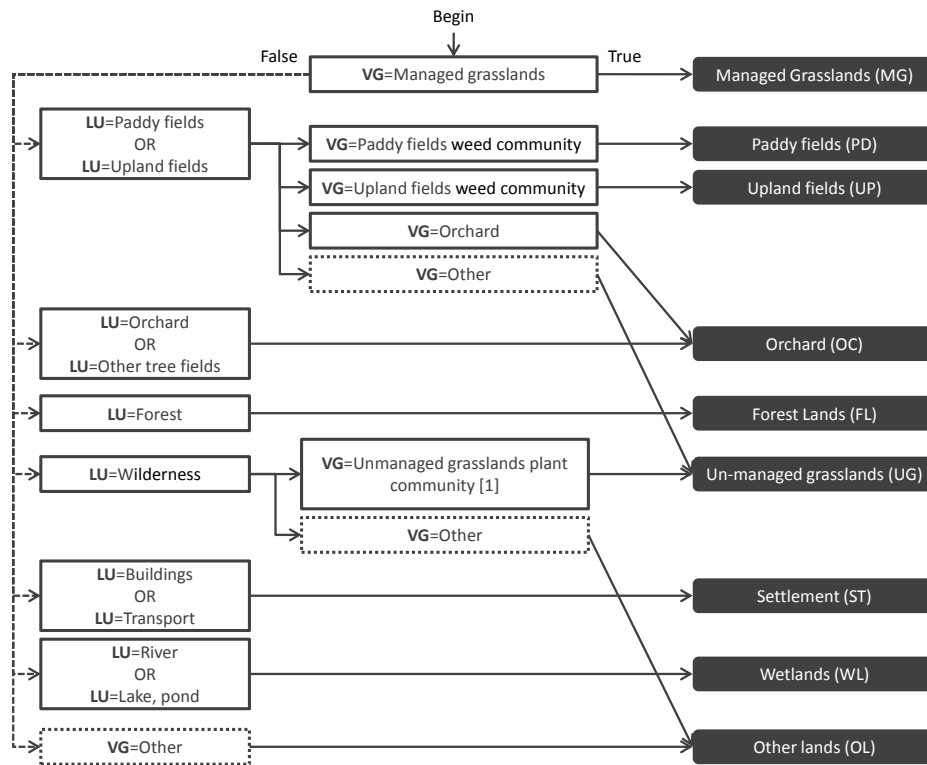 Begin
False
True
VG=Managed grasslands
Managed Grasslands (MG)
LU=Paddy fields
OR
LU=Upland fields
VG=Paddy fields weed community
Paddy fields (PD)
VG=Upland fields weed community
Upland fields (UP)
VG=Orchard
VG=Other
LU=Orchard
OR
LU=Other tree fields
Orchard (OC)
LU=Forest
Forest Lands (FL)
LU=Wilderness
VG=Unmanaged grasslands plant
community [1]
Un-managed grasslands (UG)
VG=Other
LU=Buildings
OR
LU=Transport
Settlement (ST)
LU=River
OR
LU=Lake, pond
Wetlands (WL)
VG=Other
Other lands (OL)